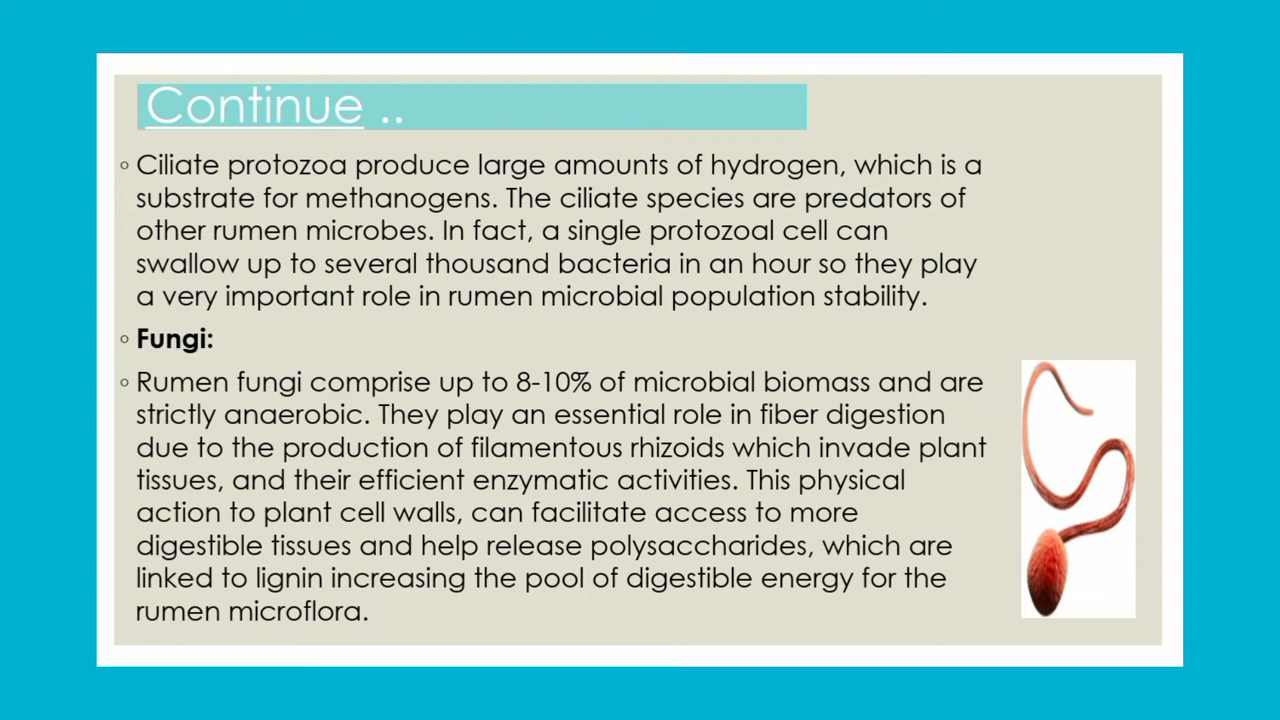 Continue ..
◦ Ciliate protozoa produce large amounts of hydrogen, which is a
substrate for methanogens. The ciliate species are predators of
other rumen microbes. In fact, a single protozoal cell can
swallow up to several thousand bacteria in an hour so they play
a very important role in rumen microbial population stability.
◦ Fungi:
◦ Rumen fungi comprise up to 8-10% of microbial biomass and are
strictly anaerobic. They play an essential role in fiber digestion
due to the production of filamentous rhizoids which invade plant
tissues, and their efficient enzymatic activities. This physical
action to plant cell walls, can facilitate access to more
digestible tissues and help release polysaccharides, which are
linked to lignin increasing the pool of digestible energy for the
rumen microflora.